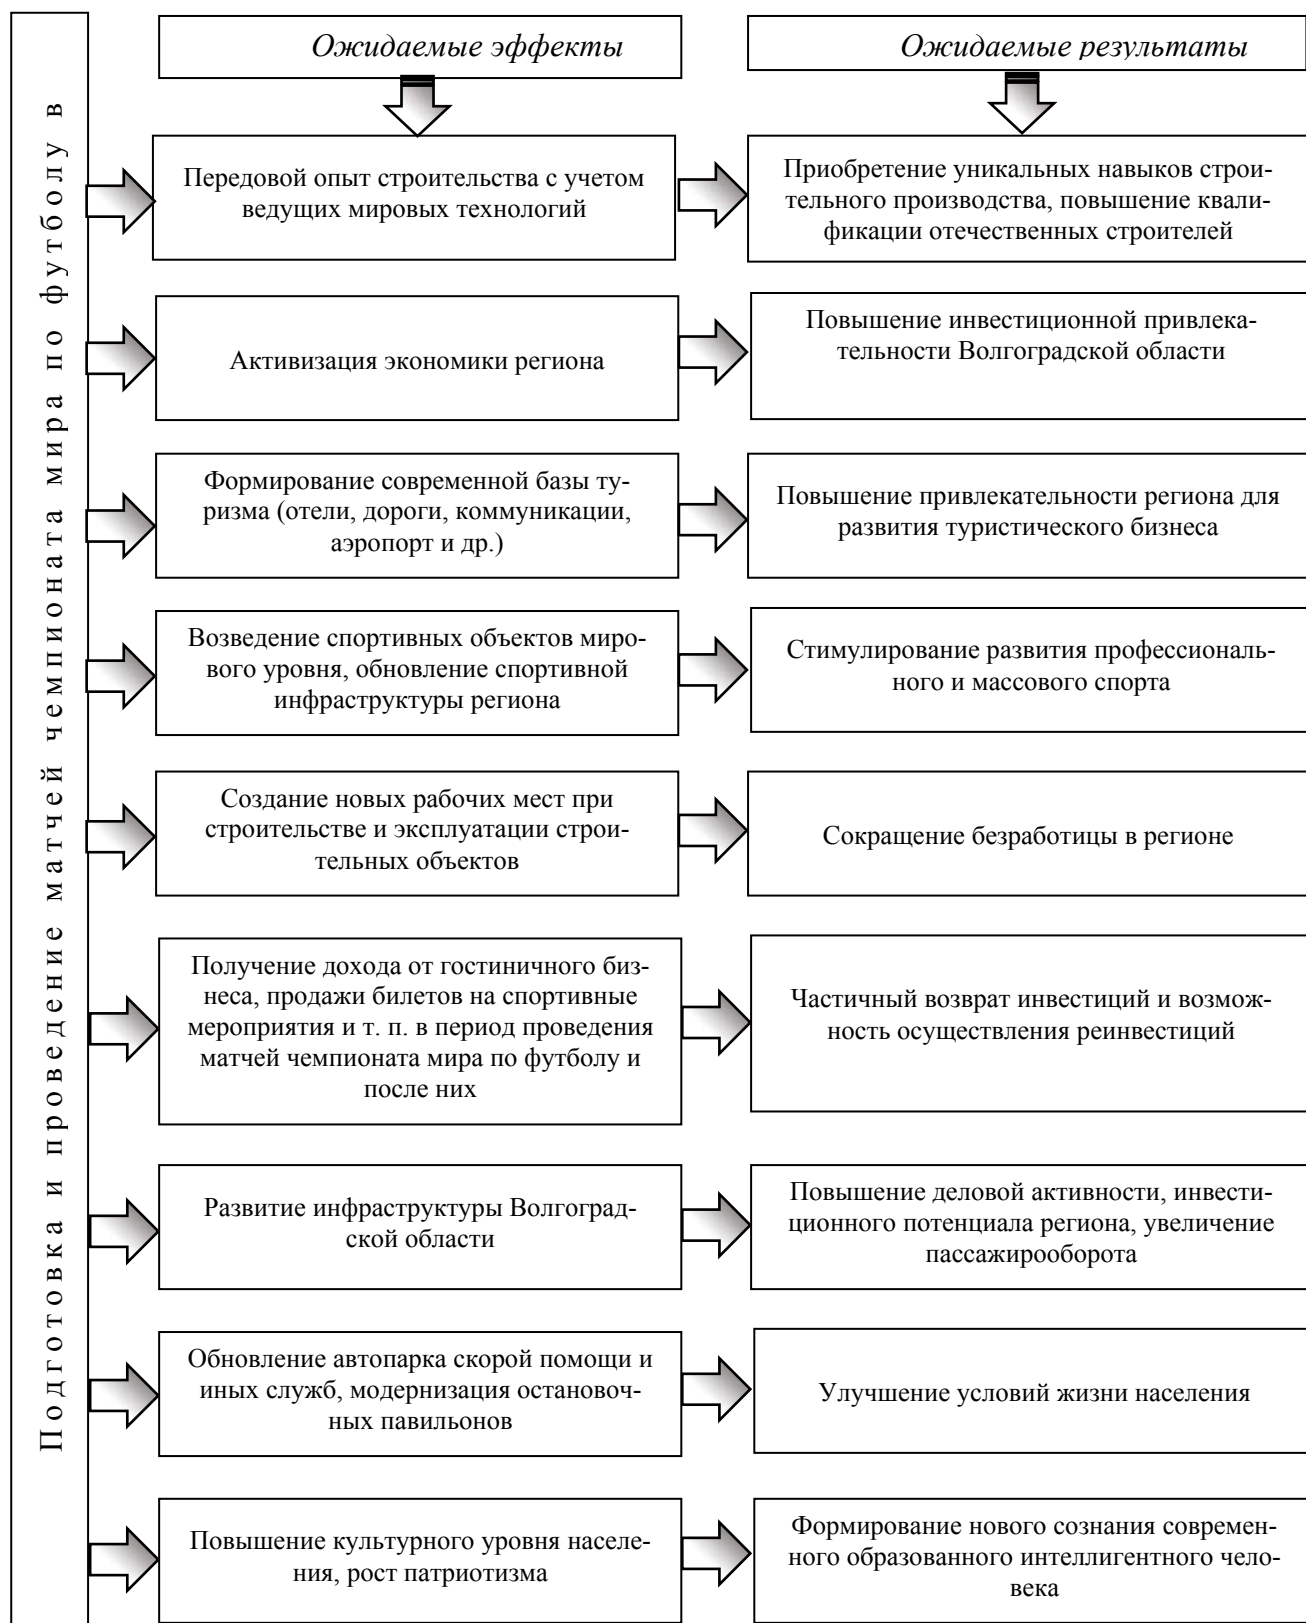 Подготовка и проведение матчей чемпионата мира по футболу в
Ожидаемые эффекты
Ожидаемые результаты
Передовой опыт строительства с учетом
ведущих мировых технологий
Приобретение уникальных навыков строи-
тельного производства, повышение квали-
фикации отечественных строителей
Активизация экономики региона
Повышение инвестиционной привлека-
тельности Волгоградской области
Формирование современной базы ту-
ризма (отели, дороги, коммуникации,
аэропорт и др.)
Повышение привлекательности региона для
развития туристического бизнеса
Возведение спортивных объектов миро-
вого уровня, обновление спортивной
инфраструктуры региона
Стимулирование развития профессиональ-
ного и массового спорта
Создание новых рабочих мест при
строительстве и эксплуатации строи-
тельных объектов
Сокращение безработицы в регионе
Получение дохода от гостиничного биз-
неса, продажи билетов на спортивные
мероприятия и т. п. в период проведения
матчей чемпионата мира по футболу и
после них
Частичный возврат инвестиций и возмож-
ность осуществления реинвестиций
Развитие инфраструктуры Волгоград-
ской области
Повышение деловой активности, инвести-
ционного потенциала региона, увеличение
пассажирооборота
Обновление автопарка скорой помощи и
иных служб, модернизация остановоч-
ных павильонов
Улучшение условий жизни населения
Повышение культурного уровня населе-
ния, рост патриотизма
Формирование нового сознания современ-
ного образованного интеллигентного чело-
века